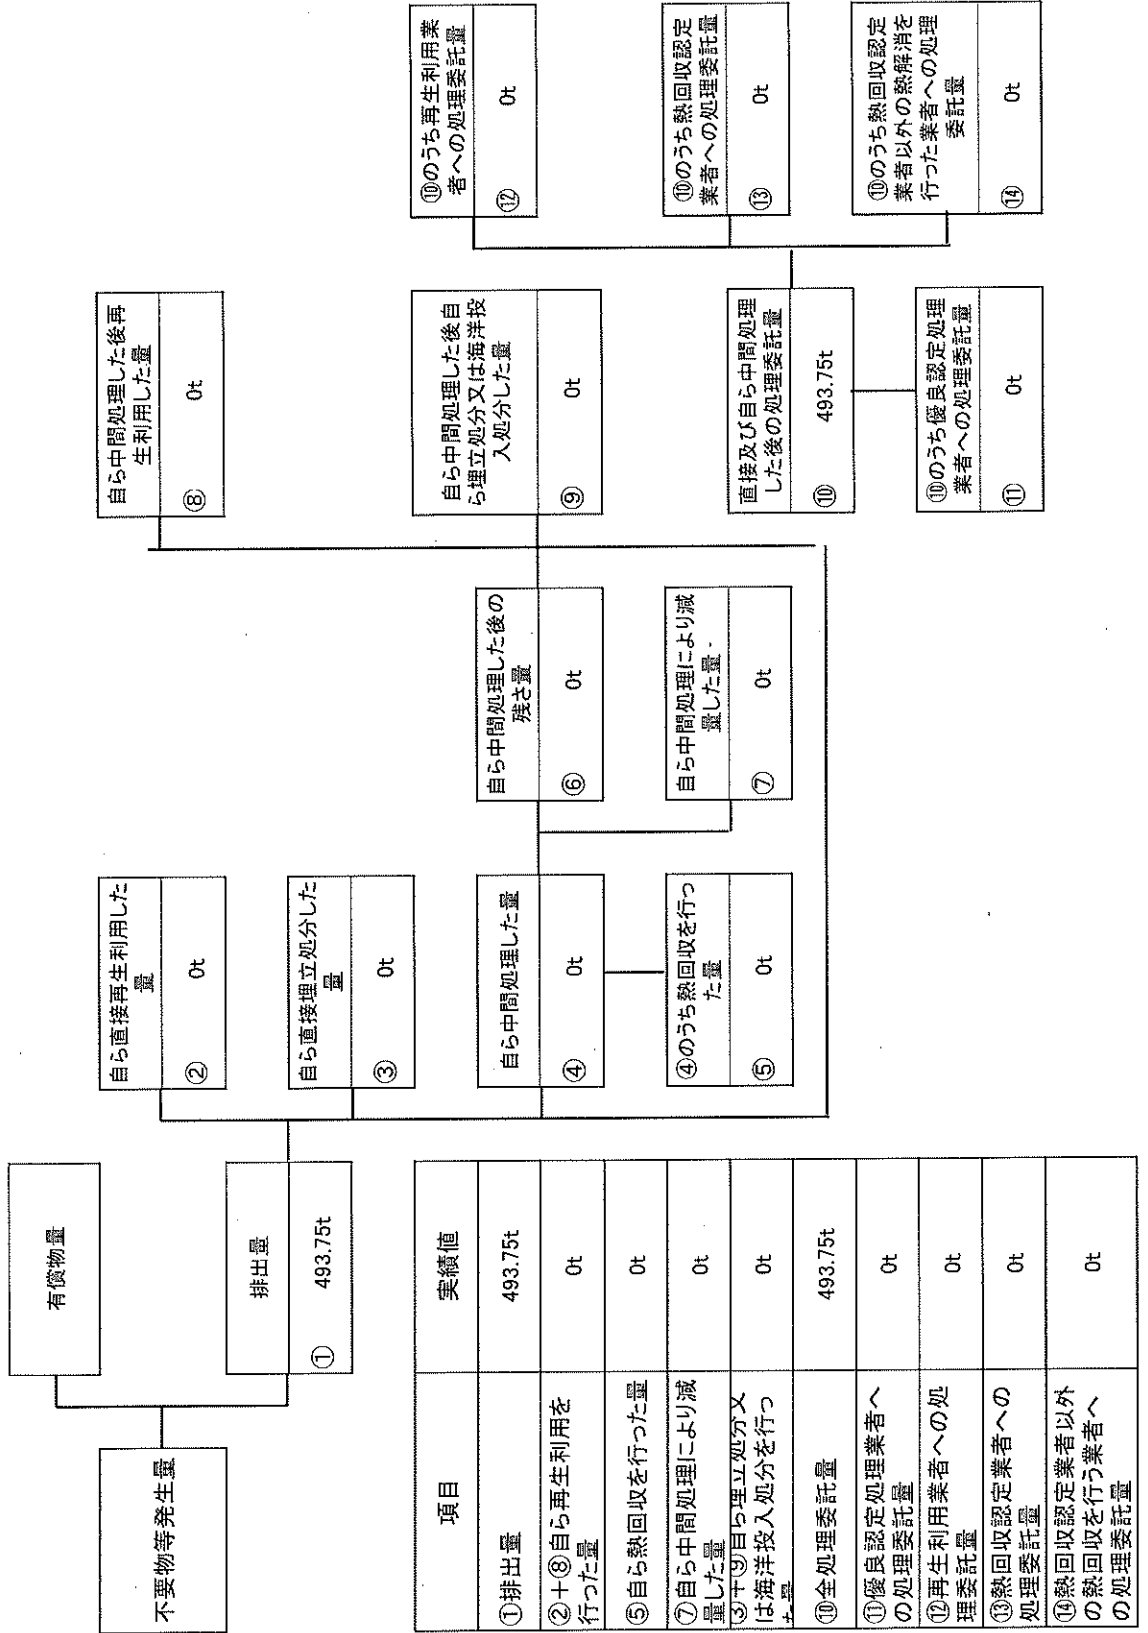 不要物等発生量
有償物量
排出量
① 493.75t
自ら直接再生利用した
量
② 0t
自ら直接埋立処分した
量
③ 0t
自ら中間処理した量
④ 0t
④のうち熱回収を行っ
た量
⑤ 0t
自ら中間処理した後の
残さ量
⑥ 0t
自ら中間処理により減
量した量
⑦ 0t
自ら中間処理した後再
生利用した量
⑧ 0t
自ら中間処理した後自
ら埋立処分又は海洋投
入処分した量
⑨ 0t
直接及び自ら中間処理
した後の処理委託量
⑩ 493.75t
⑩のうち優良認定処理
業者への処理委託量
⑪ 0t
⑩のうち再生利用業
者への処理委託量
⑫ 0t
⑩のうち熱回収認定
業者への処理委託量
⑬ 0t
⑩のうち熱回収認定
業者以外の熱解消を
行った業者への処理
委託量
⑭ 0t
項目 実績値
①排出量 493.75t
②+⑧自ら再生利用を
行った量 0t
⑤自ら熱回収を行った量 0t
⑦自ら中間処理により減
量した量 0t
③+⑨自ら埋立処分又
は海洋投入処分を行っ
た量 0t
⑩全処理委託量 493.75t
⑪優良認定処理業者へ
の処理委託量 0t
⑫再生利用業者への処
理委託量 0t
⑬熱回収認定業者への
処理委託量 0t
⑭熱回収認定業者以外
の熱回収を行う業者へ
の処理委託量 0t